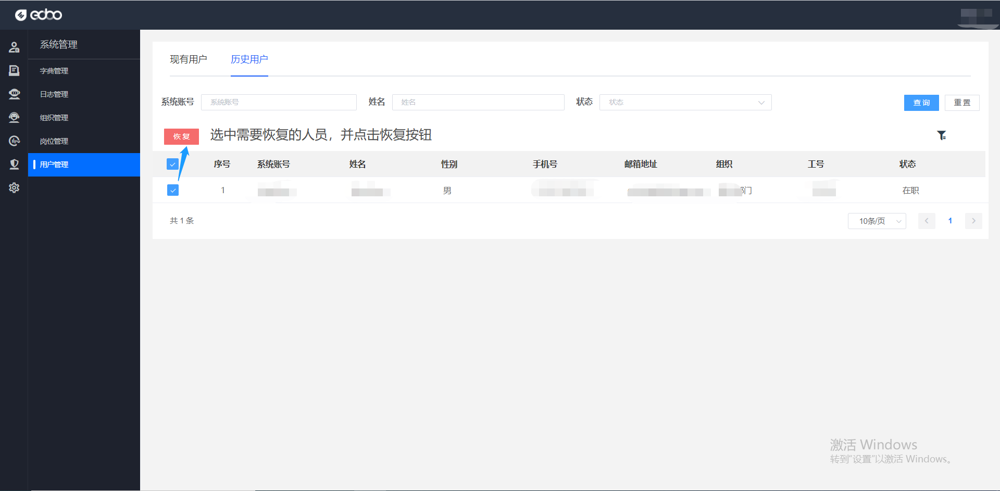 edbo
系统管理
字典管理
日志管理
组织管理
岗位管理
用户管理
现有用户 历史用户
系统账号 系统账号 姓名 姓名 状态 状态 查询 重置
恢复 选中需要恢复的人员，并点击恢复按钮
序号 系统账号 姓名 性别 手机号 邮箱地址 组织 工号 状态
1 男 门 在职
共 1 条 10条/页 1
激活 Windows
转到"设置"以激活 Windows。